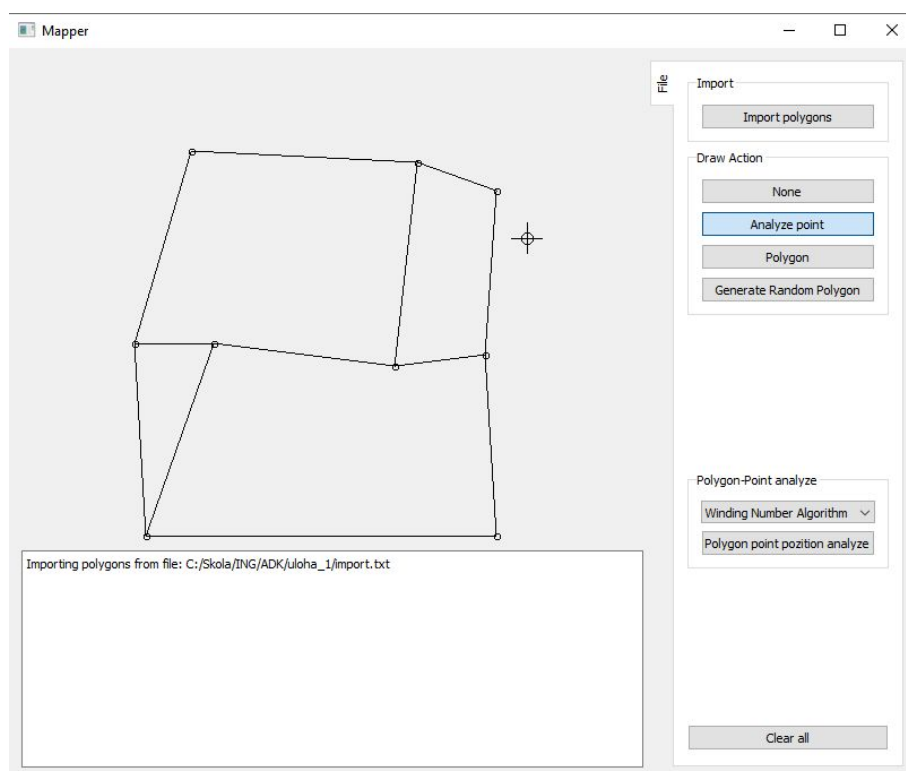 Mapper
File
Import
Import polygons
Draw Action
None
Analyze point
Polygon
Generate Random Polygon
Polygon-Point analyze
Winding Number Algorithm
Polygon point pozition analyze
Importing polygons from file: C:/Skola/ING/ADK/uloha_1/import.txt
Clear all